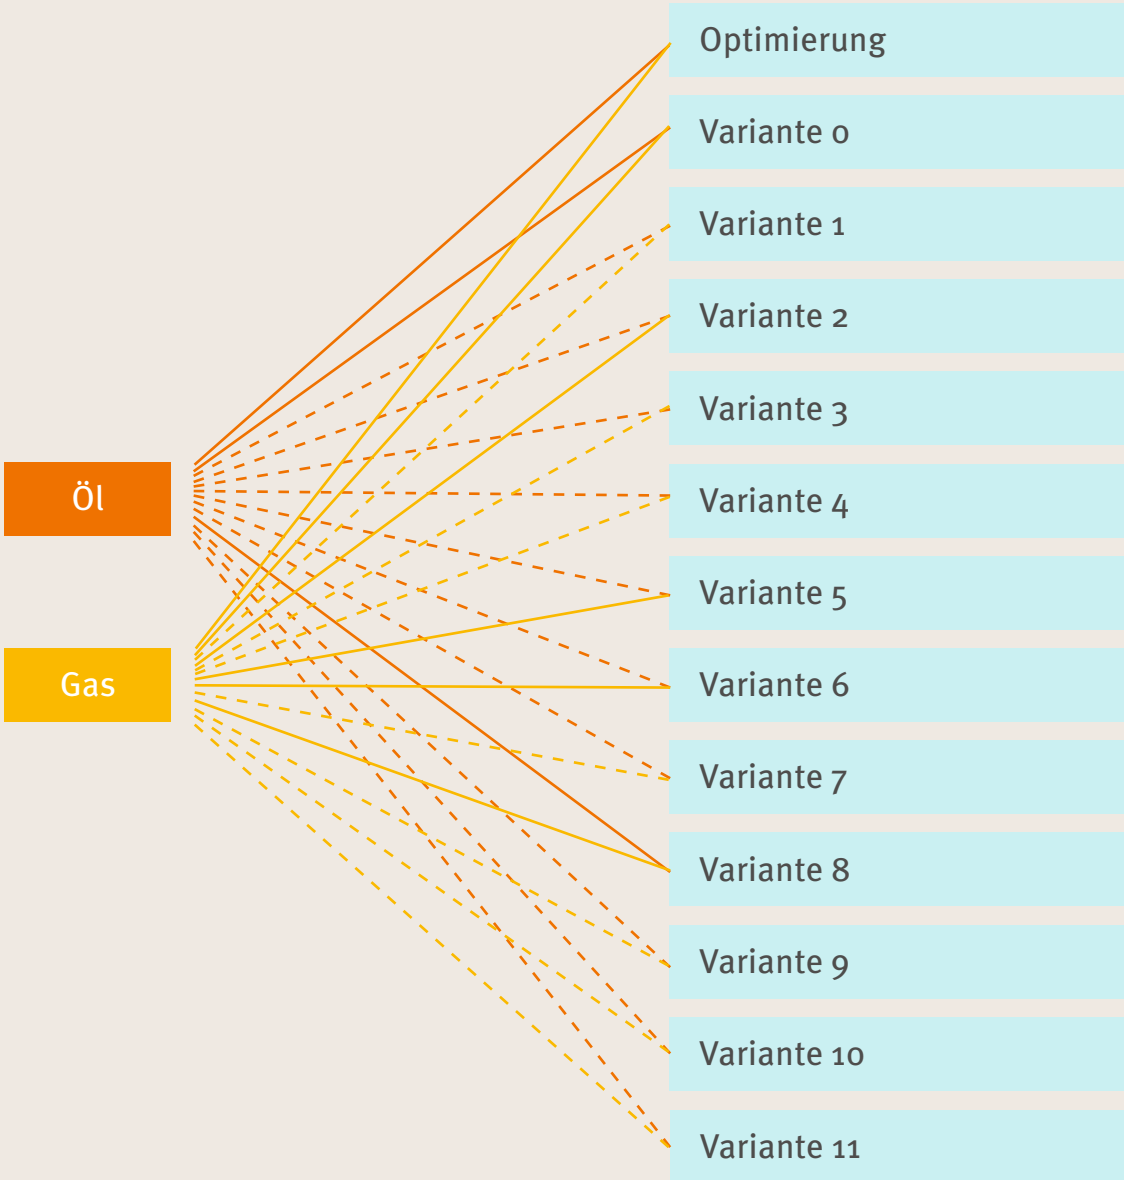 Optimierung
Variante 0
Variante 1
Variante 2
Variante 3
Variante 4
Variante 5
Variante 6
Variante 7
Variante 8
Variante 9
Variante 10
Variante 11
Öl
Gas